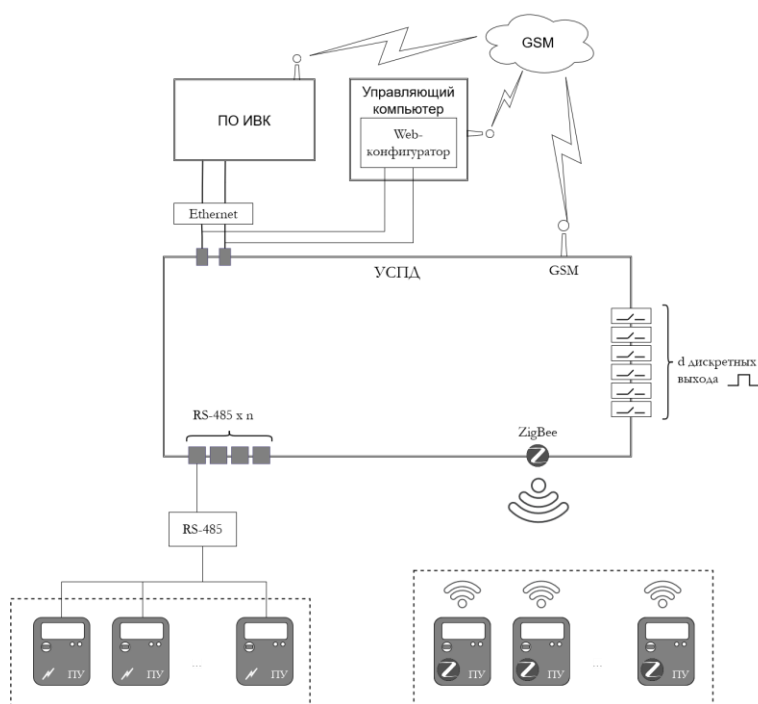 GSM
ПО ИВК
Управляющий
компьютер
Web-
конфигуратор
Ethernet
УСПД
GSM
d дискретных
выхода
RS-485 x n
ZigBee
Z
RS-485
ПУ
ПУ
...
ПУ
Z ПУ
Z ПУ
...
Z ПУ